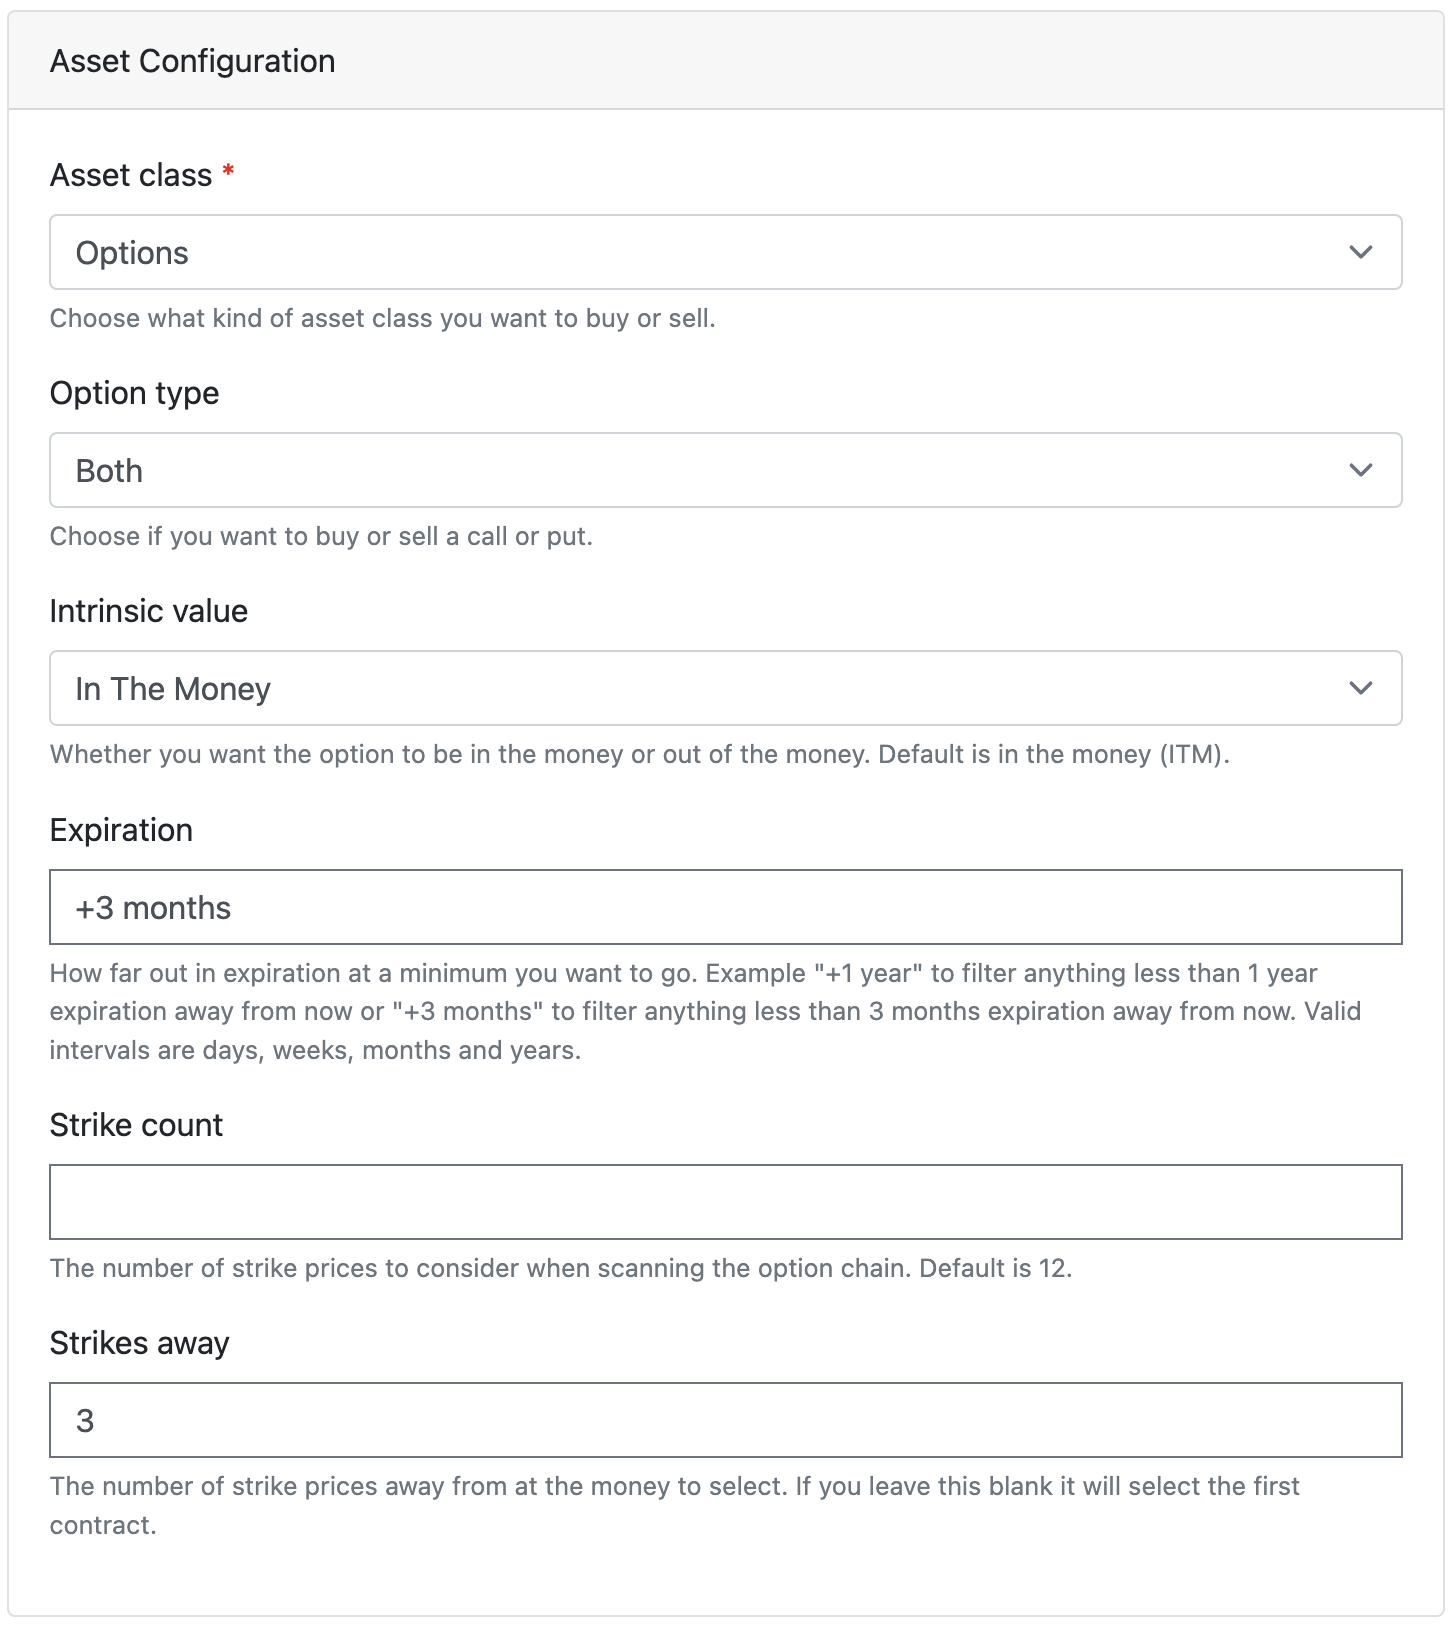 Asset Configuration
Asset class *
Options
Choose what kind of asset class you want to buy or sell.
Option type
Both
Choose if you want to buy or sell a call or put.
Intrinsic value
In The Money
Whether you want the option to be in the money or out of the money. Default is in the money (ITM).
Expiration
+3 months
How far out in expiration at a minimum you want to go. Example "+1 year" to filter anything less than 1 year
expiration away from now or "+3 months" to filter anything less than 3 months expiration away from now. Valid
intervals are days, weeks, months and years.
Strike count
The number of strike prices to consider when scanning the option chain. Default is 12.
Strikes away
3
The number of strike prices away from at the money to select. If you leave this blank it will select the first
contract.